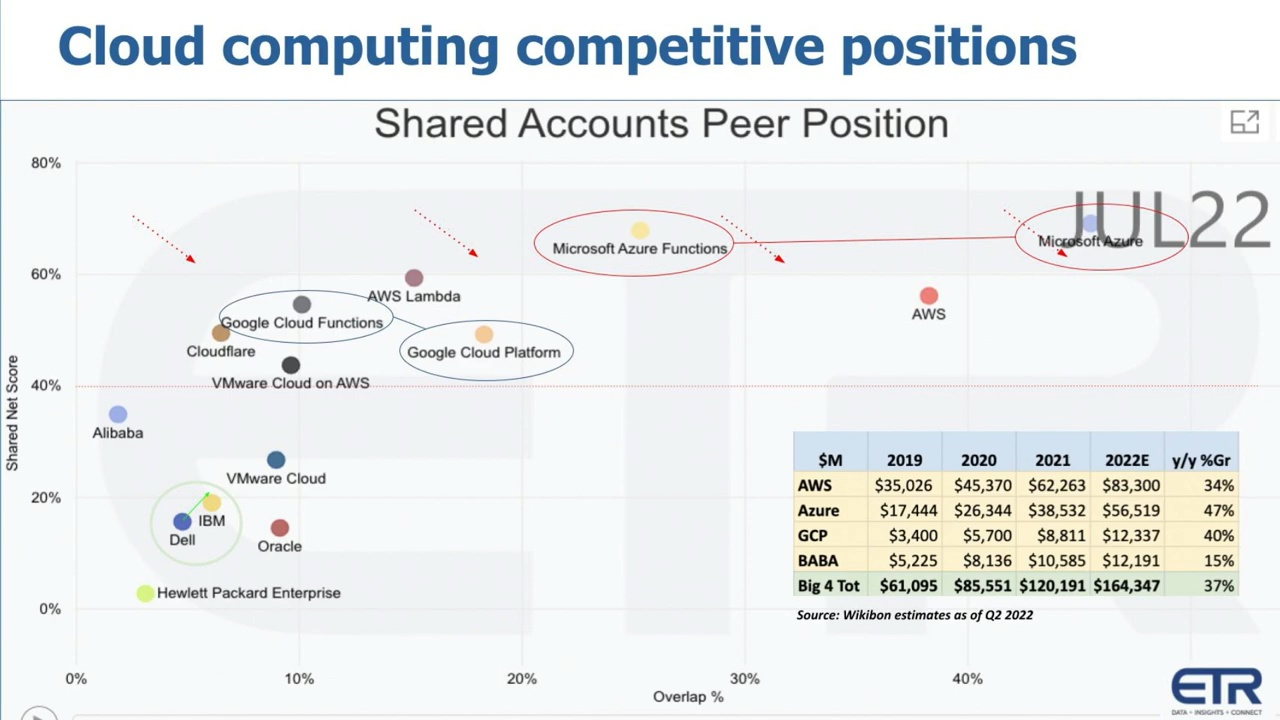 Cloud computing competitive positions
Shared Accounts Peer Position
JUL22
80%
60%
40%
20%
0%
Shared Net Score
Microsoft Azure Functions
Microsoft Azure
AWS Lambda
AWS
Google Cloud Functions
Cloudflare
Google Cloud Platform
VMware Cloud on AWS
Alibaba
VMware Cloud
IBM
Dell
Oracle
Hewlett Packard Enterprise
$M 2019 2020 2021 2022E y/y %Gr
AWS $35,026 $45,370 $62,263 $83,300 34%
Azure $17,444 $26,344 $38,532 $56,519 47%
GCP $3,400 $5,700 $8,811 $12,337 40%
BABA $5,225 $8,136 $10,585 $12,191 15%
Big 4 Tot $61,095 $85,551 $120,191 $164,347 37%
Source: Wikibon estimates as of Q2 2022
0% 10% 20% 30% 40%
Overlap %
ETR
DATA • INSIGHTS • CONNECT